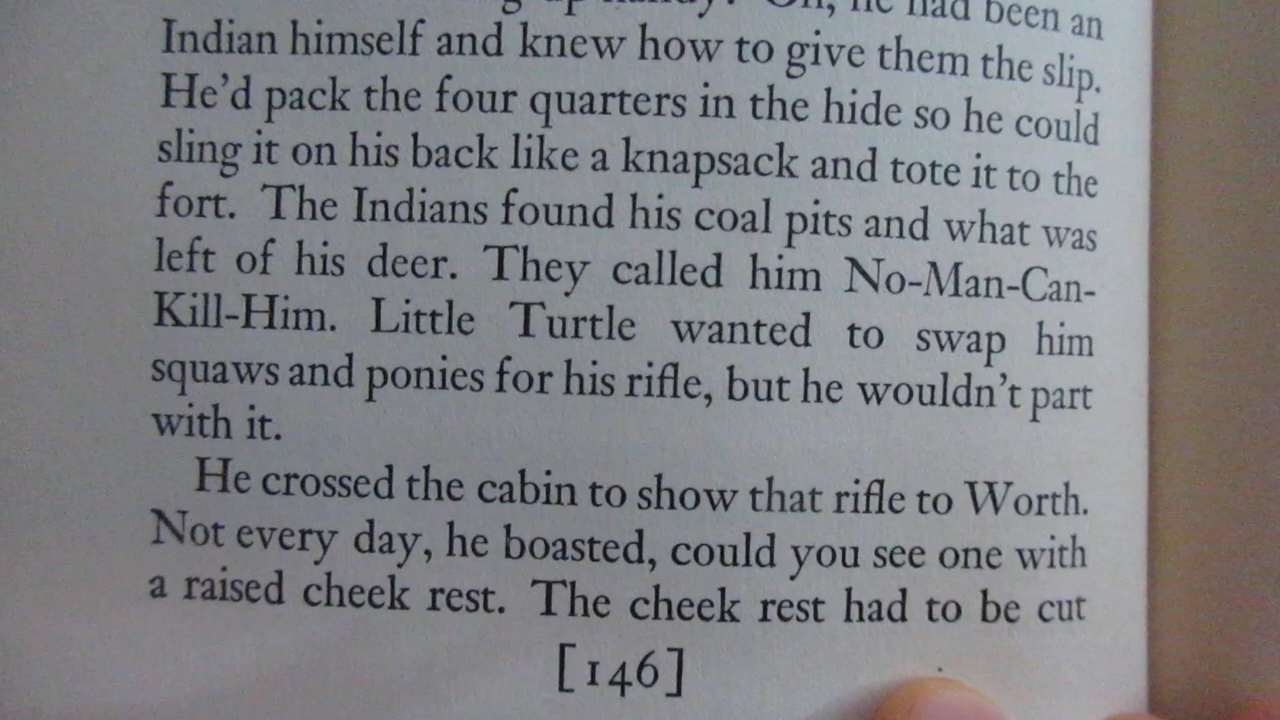 he had been an
Indian himself and knew how to give them the slip.
He'd pack the four quarters in the hide so he could
sling it on his back like a knapsack and tote it to the
fort. The Indians found his coal pits and what was
left of his deer. They called him No-Man-Can-
Kill-Him. Little Turtle wanted to swap him
squaws and ponies for his rifle, but he wouldn't part
with it.
He crossed the cabin to show that rifle to Worth.
Not every day, he boasted, could you see one with
a raised cheek rest. The cheek rest had to be cut
[146]